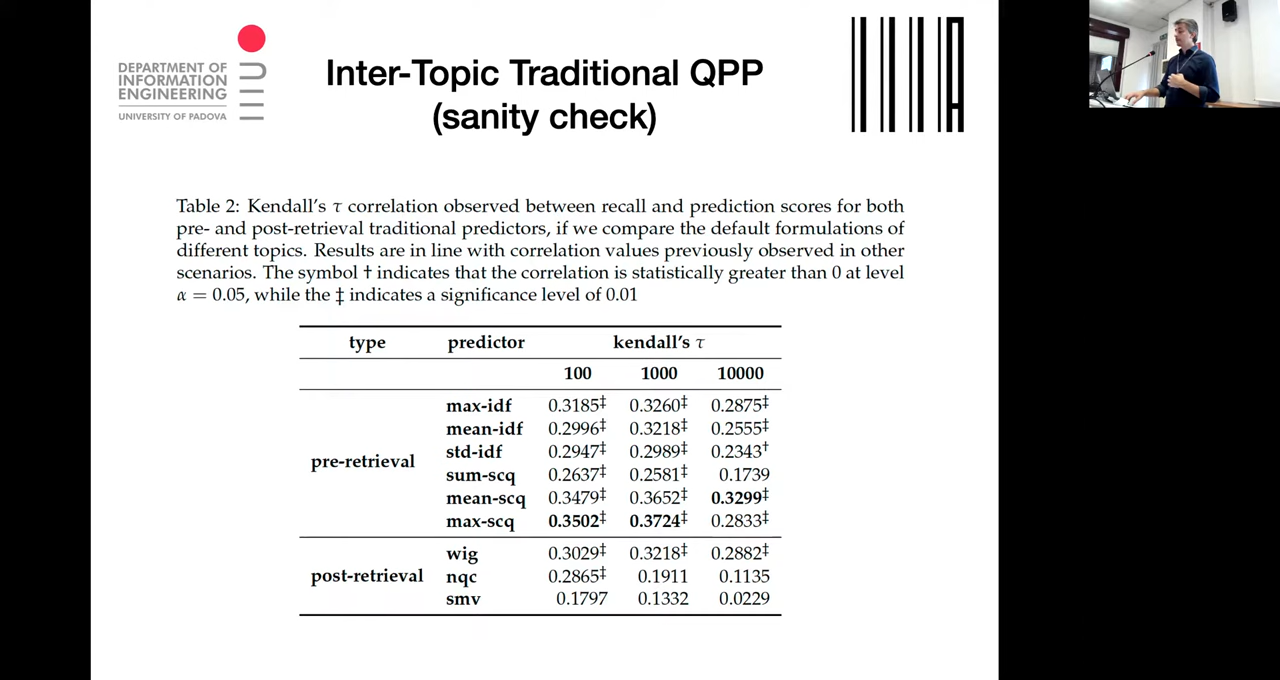 DEPARTMENT OF
INFORMATION
ENGINEERING
UNIVERSITY OF PADOVA
Inter-Topic Traditional QPP
(sanity check)
Table 2: Kendall's τ correlation observed between recall and prediction scores for both
pre- and post-retrieval traditional predictors, if we compare the default formulations of
different topics. Results are in line with correlation values previously observed in other
scenarios. The symbol † indicates that the correlation is statistically greater than 0 at level
α = 0.05, while the ‡ indicates a significance level of 0.01
type predictor kendall's τ
100 1000 10000
max-idf 0.3185‡ 0.3260‡ 0.2875‡
mean-idf 0.2996‡ 0.3218‡ 0.2555‡
std-idf 0.2947‡ 0.2989‡ 0.2343†
pre-retrieval
sum-scq 0.2637‡ 0.2581‡ 0.1739
mean-scq 0.3479‡ 0.3652‡ 0.3299‡
max-scq 0.3502‡ 0.3724‡ 0.2833‡
wig 0.3029‡ 0.3218‡ 0.2882‡
post-retrieval nqc 0.2865‡ 0.1911 0.1135
smv 0.1797 0.1332 0.0229